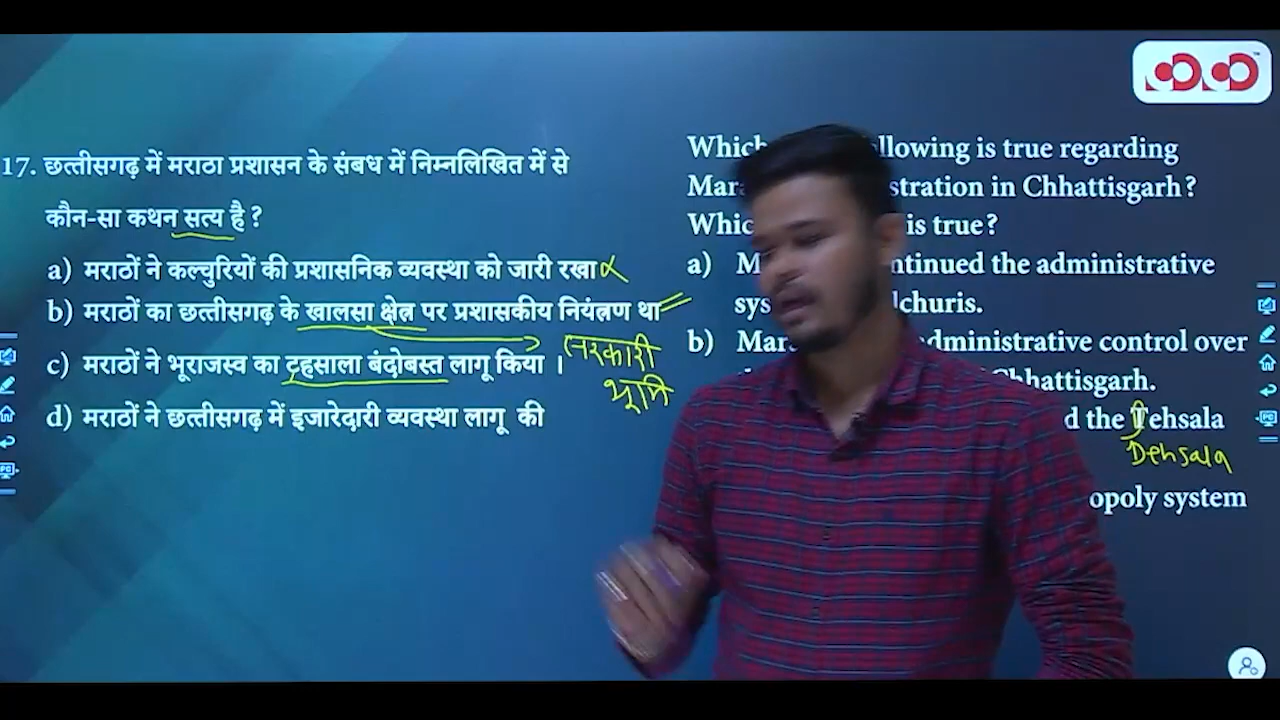 17. छत्तीसगढ़ में मराठा प्रशासन के संबध में निम्नलिखित में से
कौन-सा कथन सत्य है ?
a) मराठों ने कल्चुरियों की प्रशासनिक व्यवस्था को जारी रखा
b) मराठों का छत्तीसगढ़ के खालसा क्षेत्र पर प्रशासकीय नियंत्रण था
सरकारी
भूमि
c) मराठों ने भूराजस्व का दहसाला बंदोबस्त लागू किया ।
d) मराठों ने छत्तीसगढ़ में इजारेदारी व्यवस्था लागू की
Which llowing is true regarding
Mara stration in Chhattisgarh?
Whic is true?
a) M ntinued the administrative
sys lchuris.
b) Mar dministrative control over
hhattisgarh.
d the Tehsala
Dehsala
opoly system